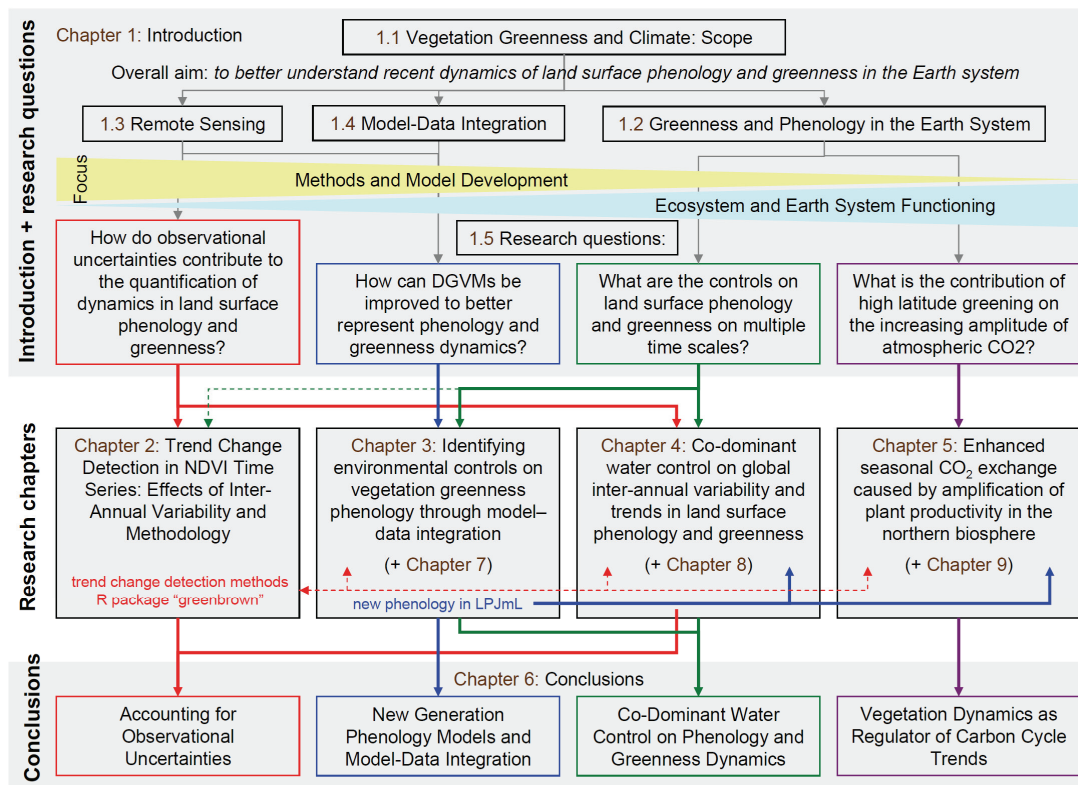 Introduction + research questions
Chapter 1: Introduction
1.1 Vegetation Greenness and Climate: Scope
Overall aim: to better understand recent dynamics of land surface phenology and greenness in the Earth system
1.3 Remote Sensing
1.4 Model-Data Integration
1.2 Greenness and Phenology in the Earth System
Focus
Methods and Model Development
Ecosystem and Earth System Functioning
1.5 Research questions:
How do observational
uncertainties contribute to
the quantification of
dynamics in land surface
phenology and
greenness?
How can DGVMs be
improved to better
represent phenology and
greenness dynamics?
What are the controls on
land surface phenology
and greenness on multiple
time scales?
What is the contribution of
high latitude greening on
the increasing amplitude of
atmospheric CO2?
Research chapters
Chapter 2: Trend Change
Detection in NDVI Time
Series: Effects of Inter-
Annual Variability and
Methodology
trend change detection methods
R package “greenbrown”
Chapter 3: Identifying
environmental controls on
vegetation greenness
phenology through model–
data integration
(+ Chapter 7)
new phenology in LPJmL
Chapter 4: Co-dominant
water control on global
inter-annual variability and
trends in land surface
phenology and greenness
(+ Chapter 8)
Chapter 5: Enhanced
seasonal CO₂ exchange
caused by amplification of
plant productivity in the
northern biosphere
(+ Chapter 9)
Conclusions
Chapter 6: Conclusions
Accounting for
Observational
Uncertainties
New Generation
Phenology Models and
Model-Data Integration
Co-Dominant Water
Control on Phenology and
Greenness Dynamics
Vegetation Dynamics as
Regulator of Carbon Cycle
Trends